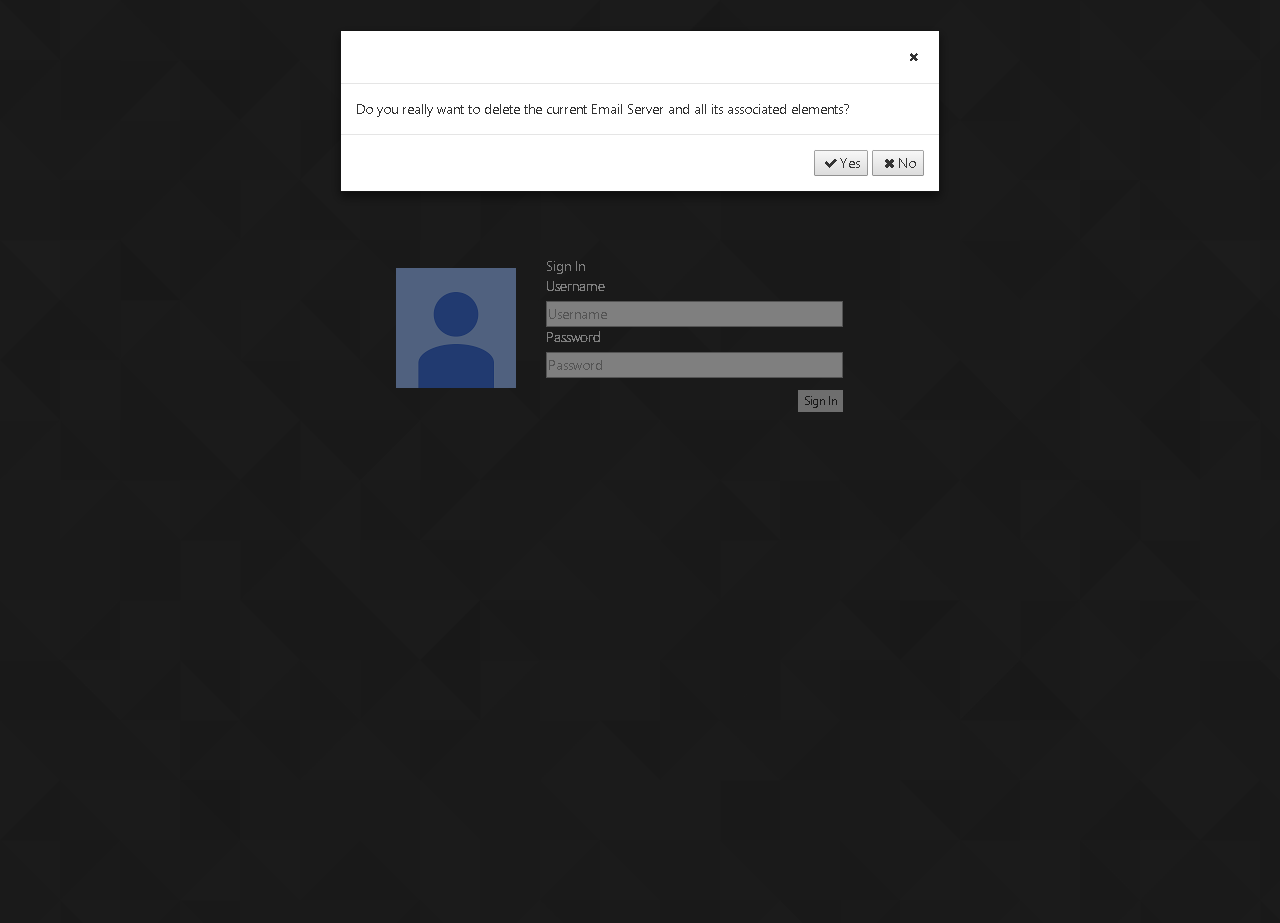 Do you really want to delete the current Email Server and all its associated elements?
Yes No
Sign In
Username
Username
Password
Password
Sign In